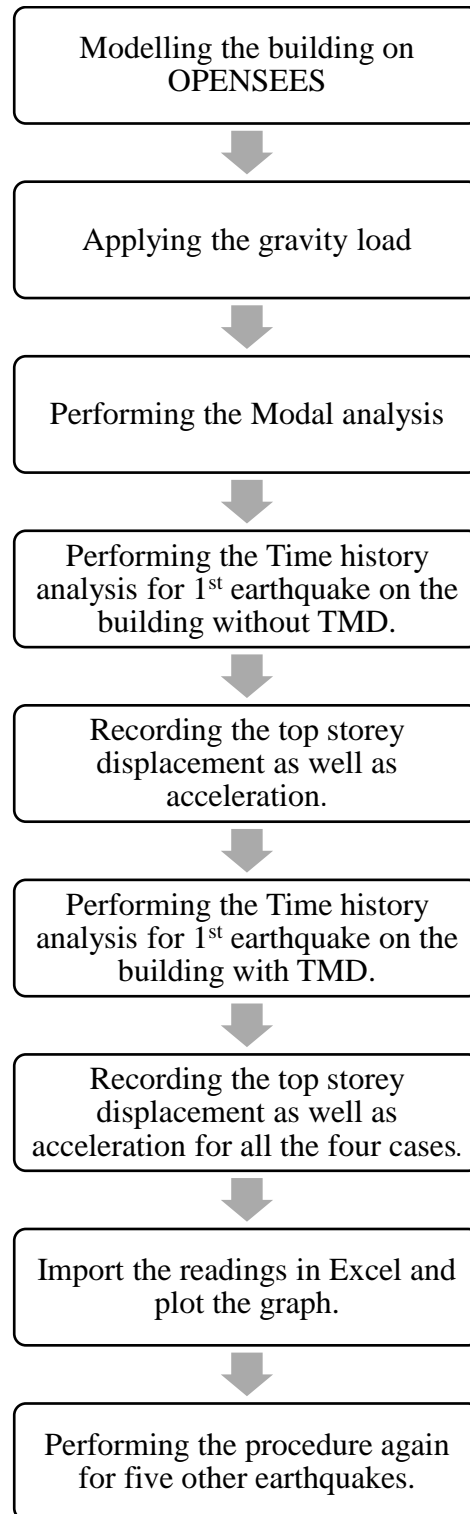 Modelling the building on
OPENSEES
Applying the gravity load
Performing the Modal analysis
Performing the Time history
analysis for 1st earthquake on the
building without TMD.
Recording the top storey
displacement as well as
acceleration.
Performing the Time history
analysis for 1st earthquake on the
building with TMD.
Recording the top storey
displacement as well as
acceleration for all the four cases.
Import the readings in Excel and
plot the graph.
Performing the procedure again
for five other earthquakes.